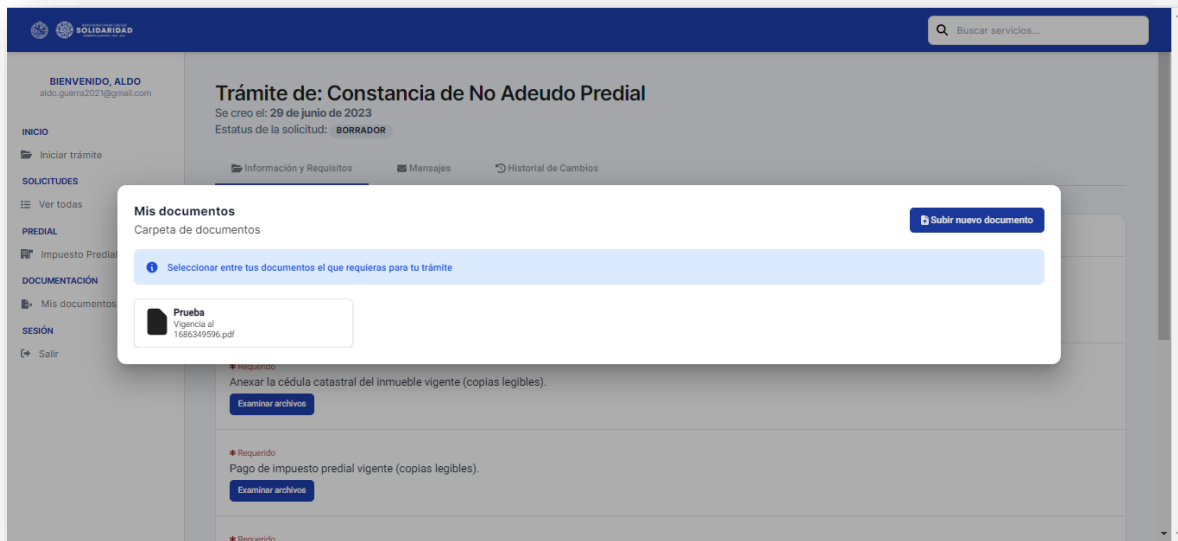 SOLIDARIDAD
Buscar servicios...
BIENVENIDO, ALDO
aldo.guerra2021@gmail.com
INICIO
Iniciar trámite
SOLICITUDES
Ver todas
PREDIAL
Impuesto Predial
DOCUMENTACIÓN
Mis documentos
SESIÓN
Salir
Trámite de: Constancia de No Adeudo Predial
Se creo el: 29 de junio de 2023
Estatus de la solicitud: BORRADOR
Información y Requisitos Mensajes Historial de Cambios
Mis documentos
Carpeta de documentos
Subir nuevo documento
Seleccionar entre tus documentos el que requieras para tu trámite
Prueba
Vigencia al
1686349596.pdf
* Requerido
Anexar la cédula catastral del inmueble vigente (copias legibles).
Examinar archivos
* Requerido
Pago de impuesto predial vigente (copias legibles).
Examinar archivos
* Requerido